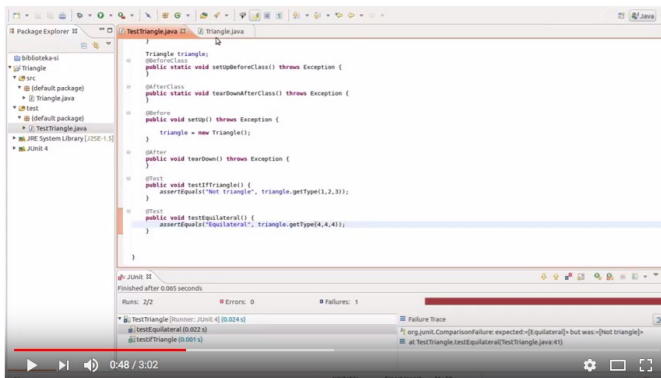 Java
Package Explorer
TestTriangle.java
Triangle.java
biblioteka-si
Triangle
src
(default package)
Triangle.java
test
(default package)
TestTriangle.java
JRE System Library [J2SE-1.5]
JUnit 4
}
Triangle triangle;
@BeforeClass
public static void setUpBeforeClass() throws Exception {
}
@AfterClass
public static void tearDownAfterClass() throws Exception {
}
@Before
public void setUp() throws Exception {
triangle = new Triangle();
}
@After
public void tearDown() throws Exception {
}
@Test
public void testIfTriangle() {
assertEquals("Not triangle", triangle.getType(1,2,3));
}
@Test
public void testEquilateral() {
assertEquals("Equilateral", triangle.getType(4,4,4));
}
}
JUnit
Finished after 0.065 seconds
Runs: 2/2
Errors: 0
Failures: 1
TestTriangle [Runner: JUnit 4] (0.024 s)
testEquilateral (0.022 s)
testIfTriangle (0.001 s)
Failure Trace
org.junit.ComparisonFailure: expected:<[Equilateral]> but was:<[Not triangle]>
at TestTriangle.testEquilateral(TestTriangle.java:41)
0:48 / 3:02